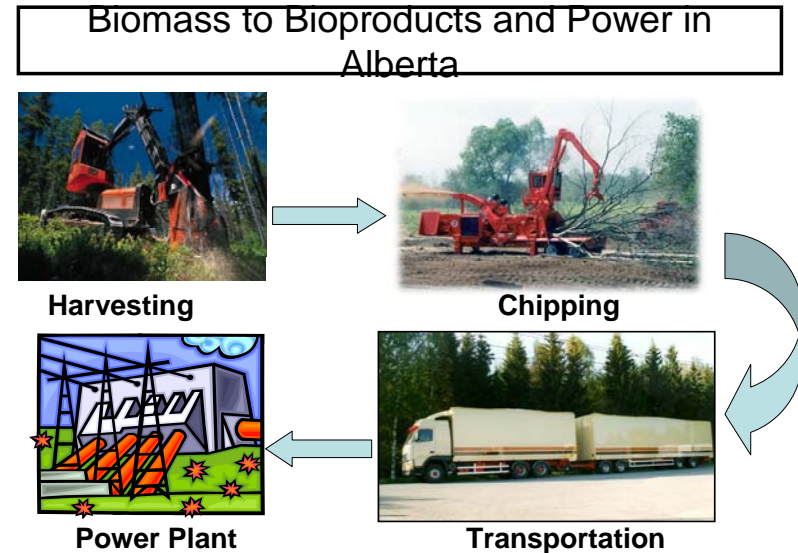 Biomass to Bioproducts and Power in
Alberta
Harvesting
Chipping
Power Plant
Transportation